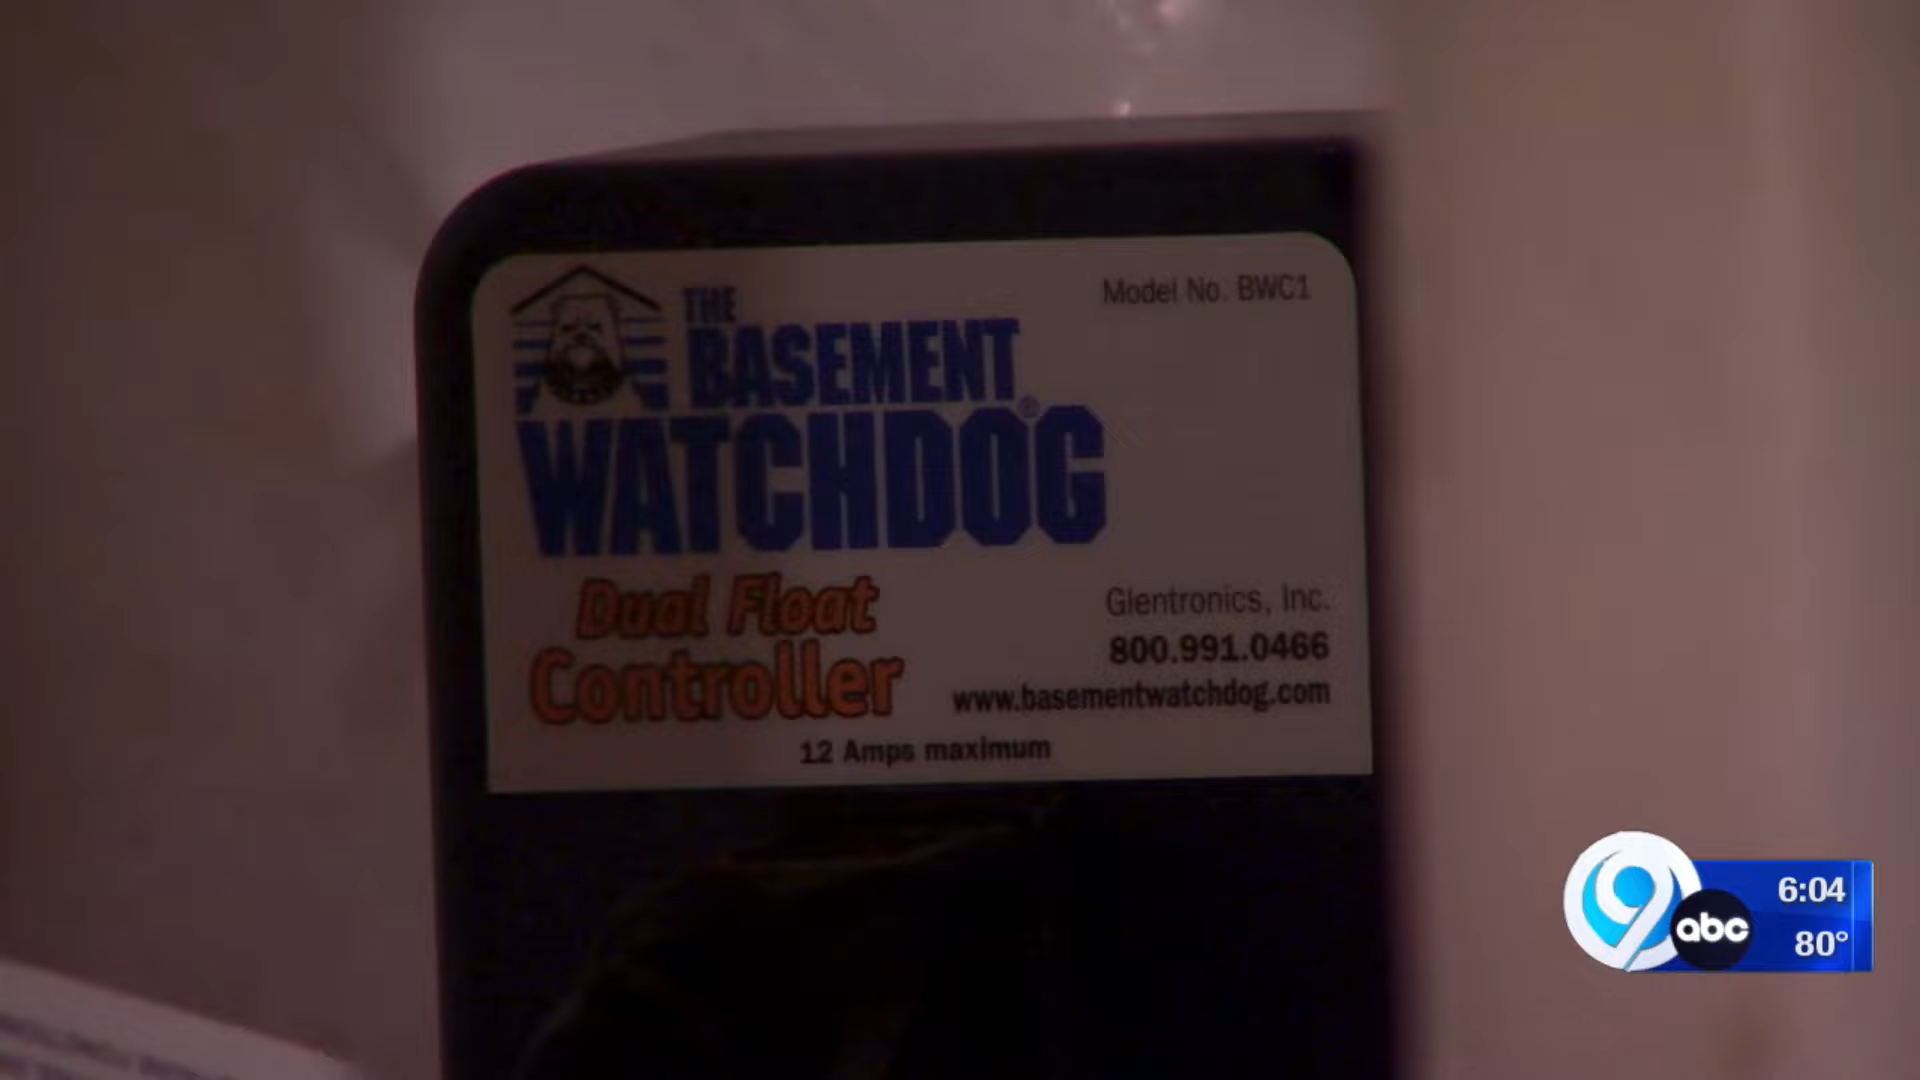 Model No. BWC1
THE
BASEMENT
WATCHDOG®
Dual Float
Controller
Glentronics, Inc.
800.991.0466
www.basementwatchdog.com
12 Amps maximum
9
abc
6:04
80°